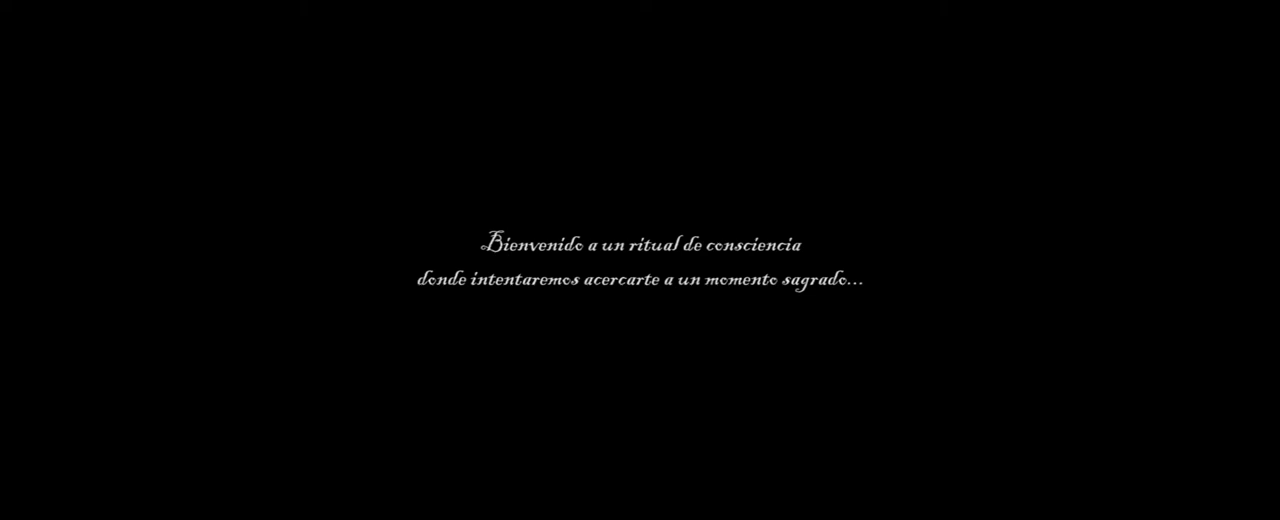 Bienvenido a un ritual de consciencia
donde intentaremos acercarte a un momento sagrado...